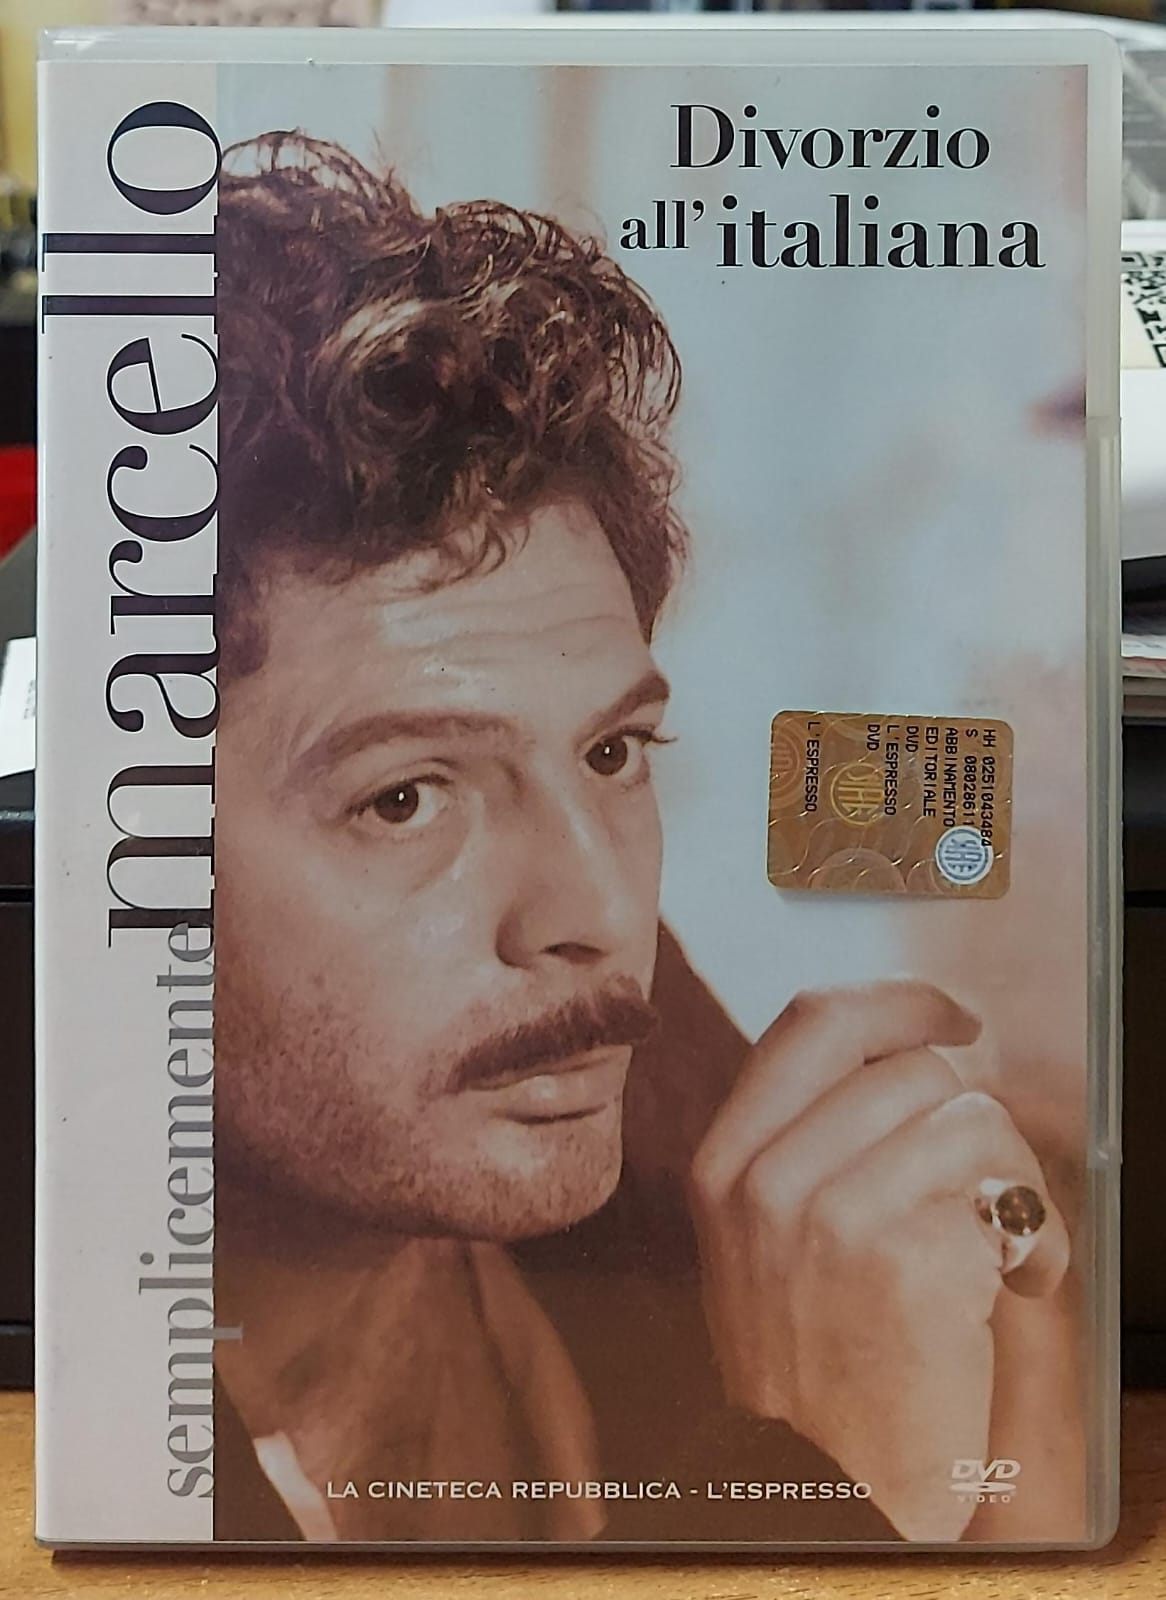 Divorzio
all'italiana
semplicemente marcello
HH 0251043484
S 08028611
ABBINAMENTO
EDITORIALE
DVD
L'ESPRESSO
DVD
L'ESPRESSO
SIAE
LA CINETECA REPUBBLICA - L'ESPRESSO
DVD
VIDEO